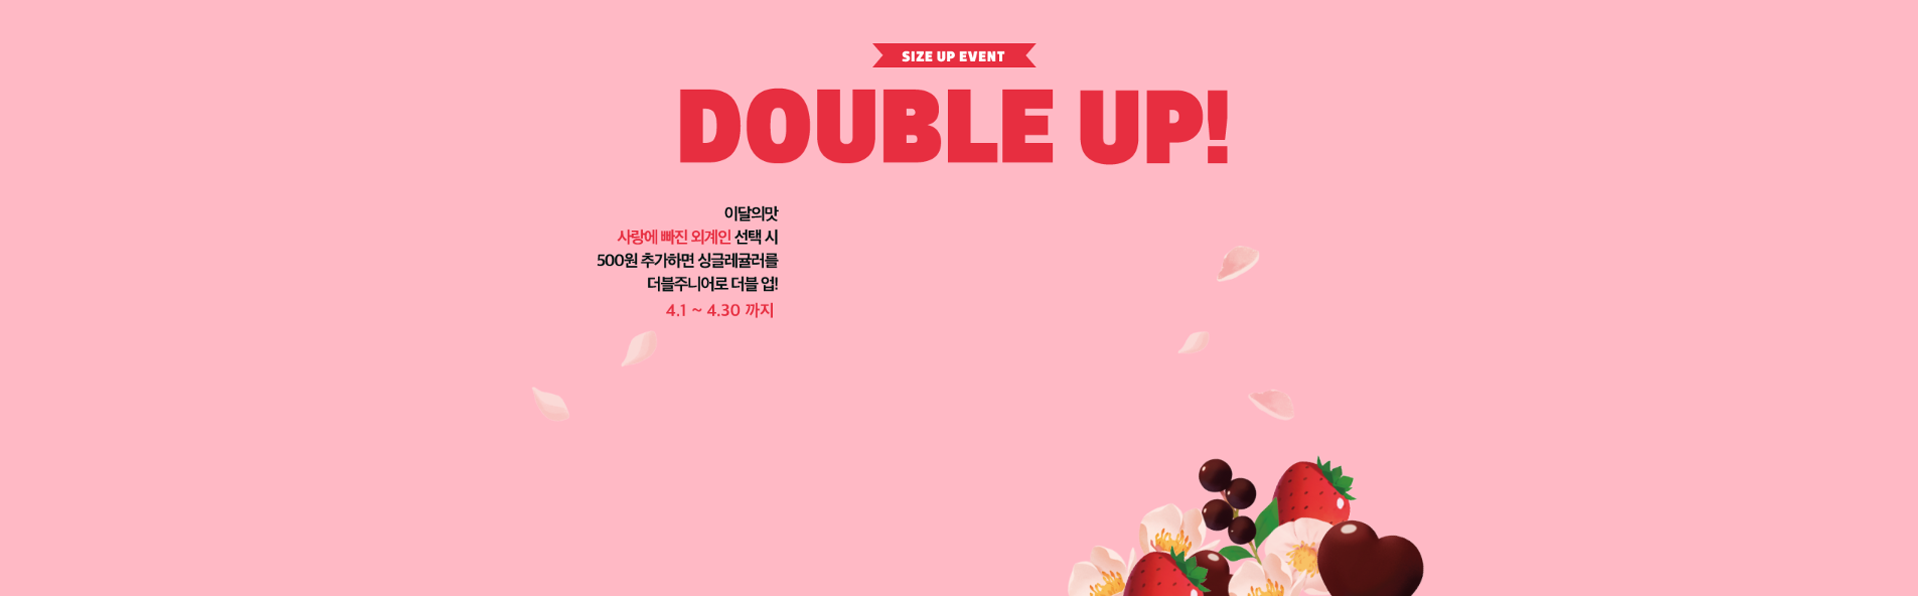 SIZE UP EVENT
DOUBLE UP!
이달의맛
사랑에 빠진 외계인 선택 시
500원 추가하면 싱글레귤러를
더블주니어로 더블 업!
4.1 ~ 4.30 까지